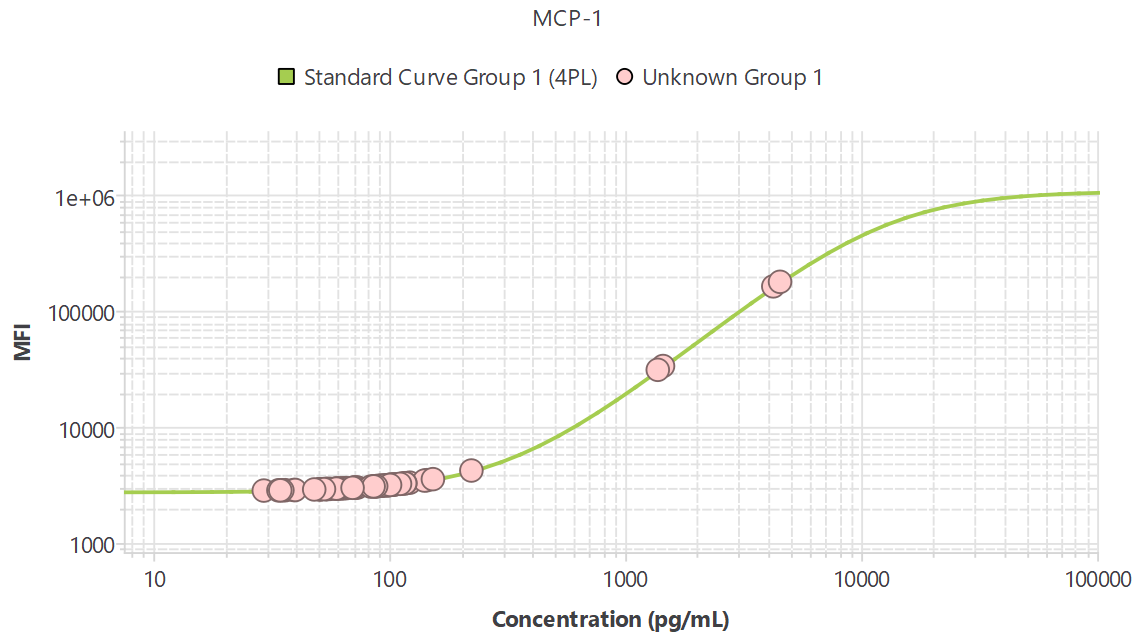 MCP-1
Standard Curve Group 1 (4PL) Unknown Group 1
1e+06
100000
10000
1000
MFI
10 100 1000 10000 100000
Concentration (pg/mL)